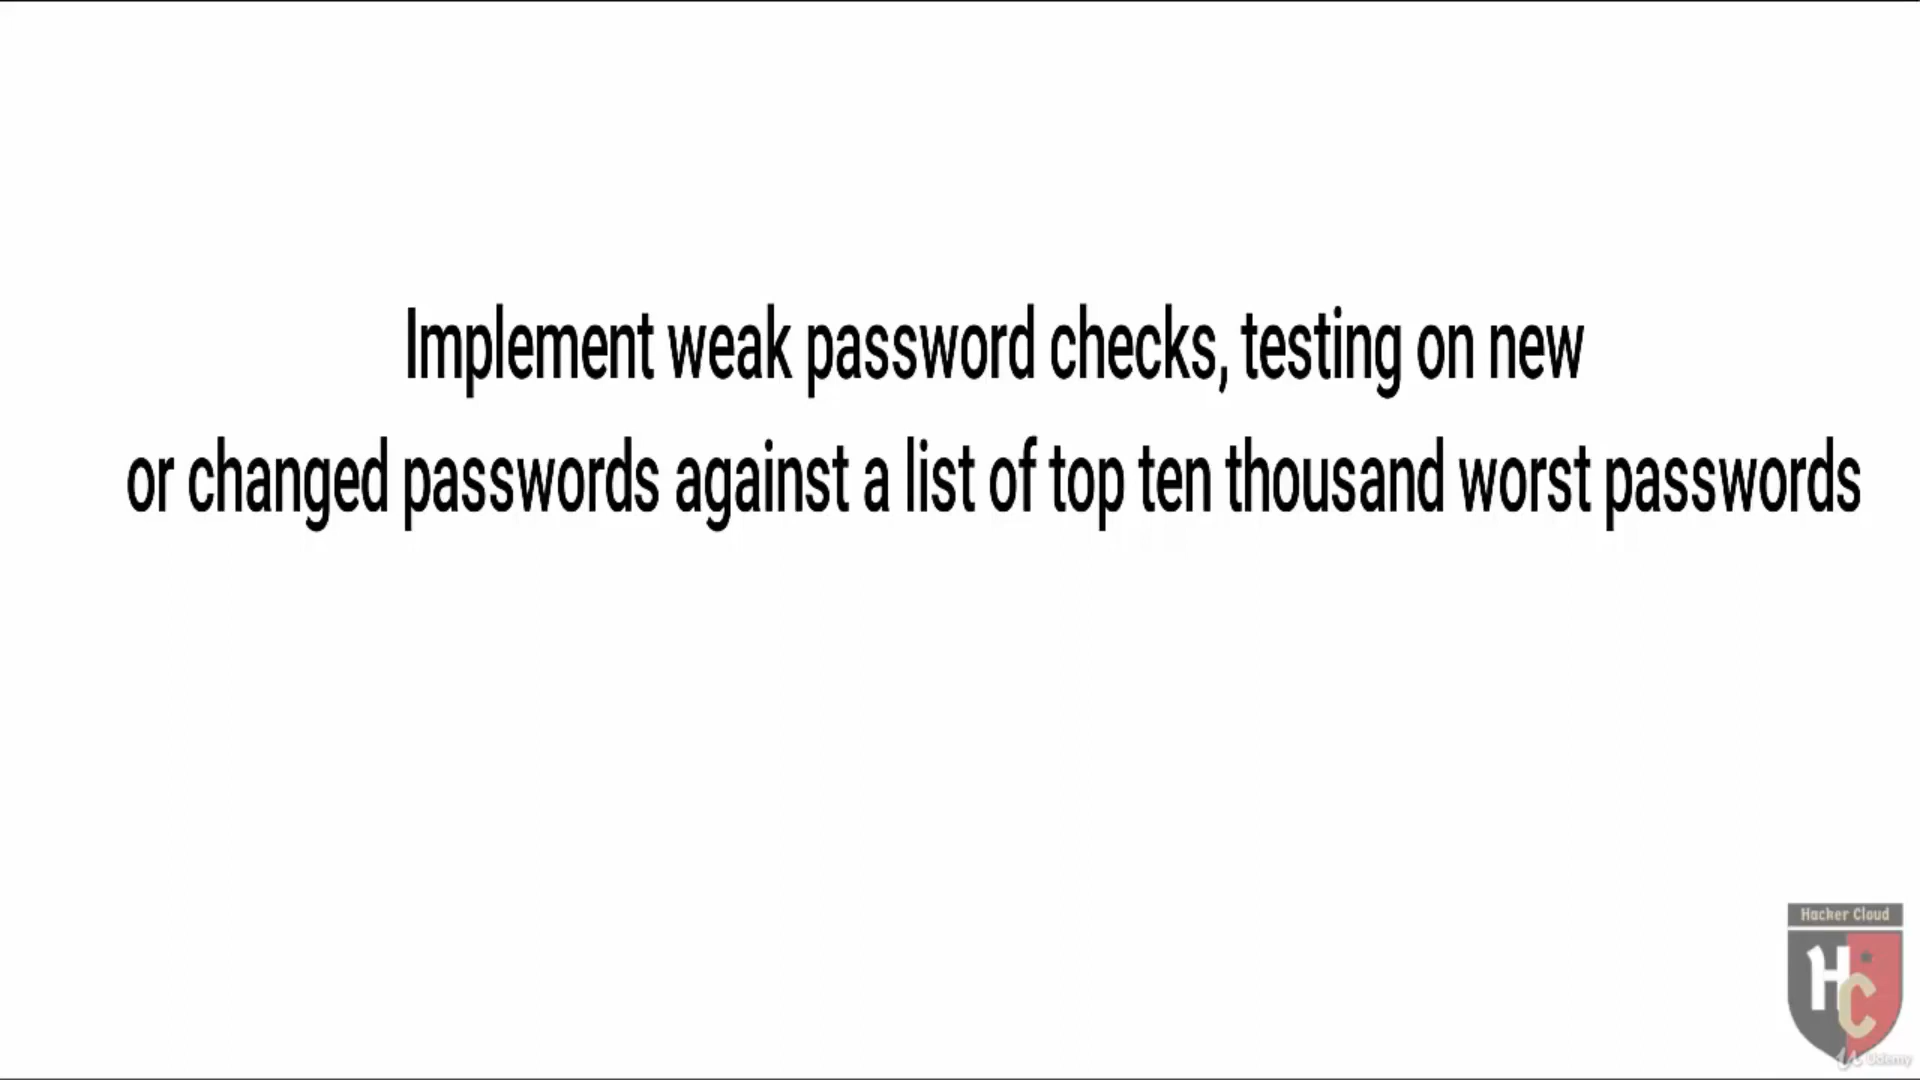 Implement weak password checks, testing on new
or changed passwords against a list of top ten thousand worst passwords
Hacker Cloud
HC
Udemy